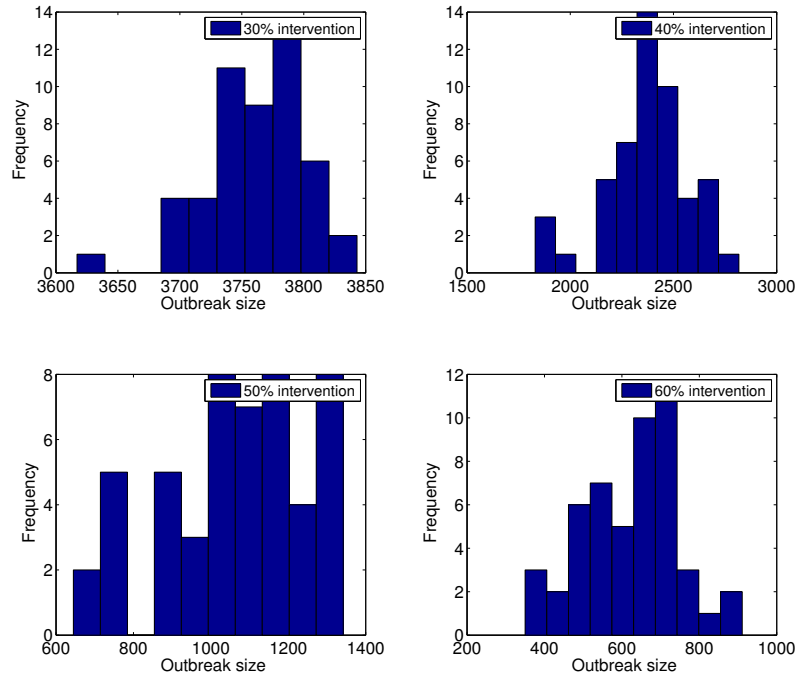 14
12
10
8
6
4
2
0
Frequency
30% intervention
3600 3650 3700 3750 3800 3850
Outbreak size
14
12
10
8
6
4
2
0
Frequency
40% intervention
1500 2000 2500 3000
Outbreak size
8
6
4
2
0
Frequency
50% intervention
600 800 1000 1200 1400
Outbreak size
12
10
8
6
4
2
0
Frequency
60% intervention
200 400 600 800 1000
Outbreak size